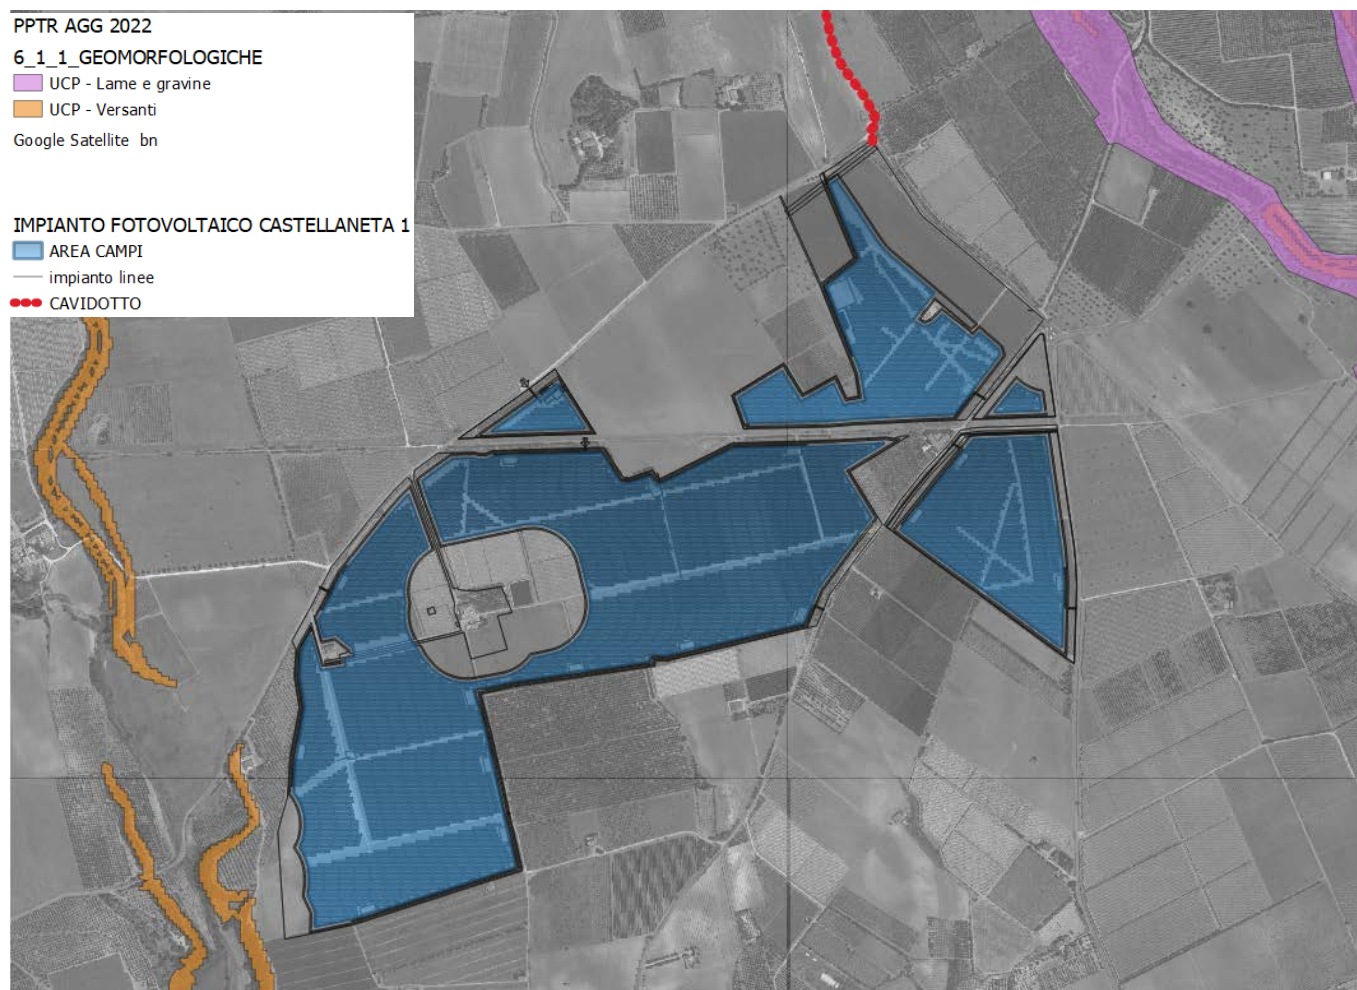 PPTR AGG 2022
6_1_1_GEOMORFOLOGICHE
UCP - Lame e gravine
UCP - Versanti
Google Satellite bn
IMPIANTO FOTOVOLTAICO CASTELLANETA 1
AREA CAMPI
impianto linee
CAVIDOTTO